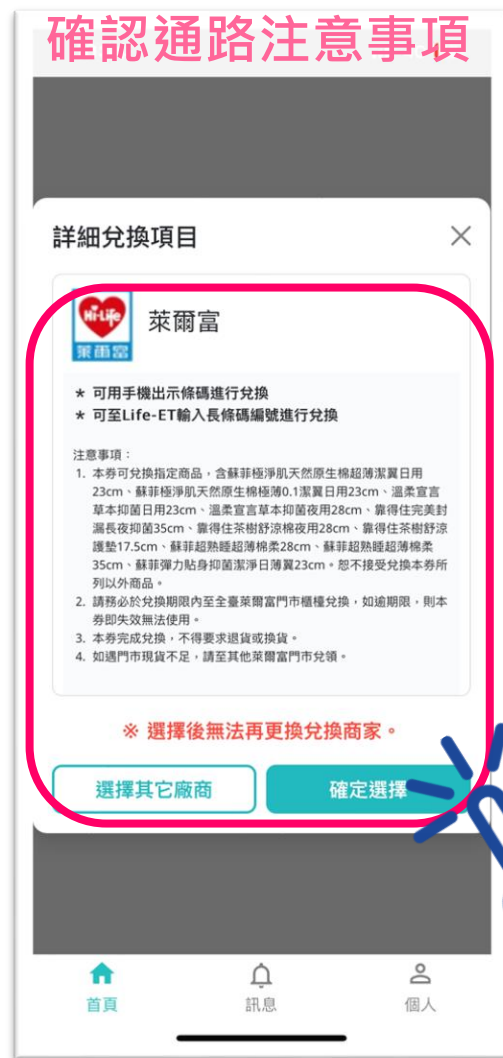 確認通路注意事項
詳細兌換項目
Hi-Life
萊爾富
萊爾富
* 可用手機出示條碼進行兌換
* 可至Life-ET輸入長條碼編號進行兌換
注意事項：
1. 本券可兌換指定商品，含蘇菲極淨肌天然原生棉超薄潔翼日用
23cm、蘇菲極淨肌天然原生棉極薄0.1潔翼日用23cm、溫柔宣言
草本抑菌日用23cm、溫柔宣言草本抑菌夜用28cm、靠得住完美封
漏長夜抑菌35cm、靠得住茶樹舒涼棉夜用28cm、靠得住茶樹舒涼
護墊17.5cm、蘇菲超熟睡超薄棉柔28cm、蘇菲超熟睡超薄棉柔
35cm、蘇菲彈力貼身抑菌潔淨日薄翼23cm。恕不接受兌換本券所
列以外商品。
2. 請務必於兌換期限內至全臺萊爾富門市櫃檯兌換，如逾期限，則本
券即失效無法使用。
3. 本券完成兌換，不得要求退貨或換貨。
4. 如遇門市現貨不足，請至其他萊爾富門市兌領。
※ 選擇後無法再更換兌換商家。
選擇其它廠商
確定選擇
首頁
訊息
個人